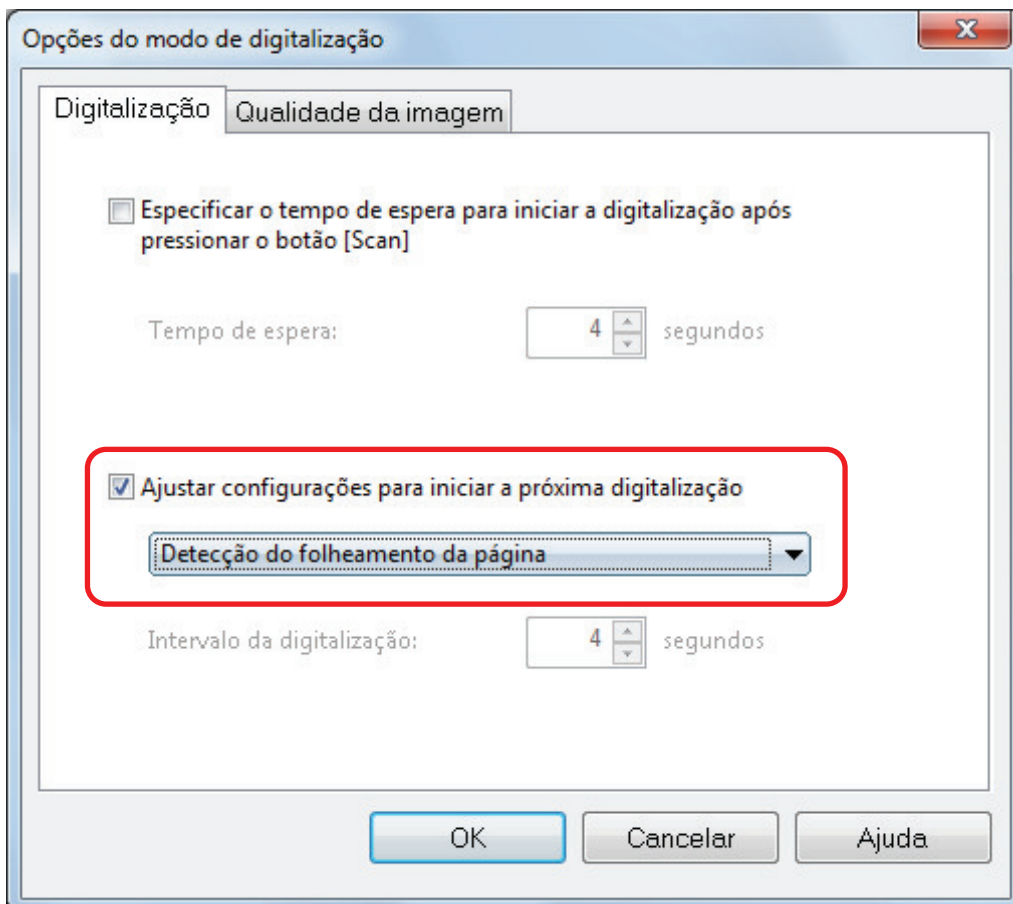 Opções do modo de digitalização
Digitalização
Qualidade da imagem
Especificar o tempo de espera para iniciar a digitalização após
pressionar o botão [Scan]
Tempo de espera:
4
segundos
Ajustar configurações para iniciar a próxima digitalização
Detecção do folheamento da página
Intervalo da digitalização:
4
segundos
OK
Cancelar
Ajuda